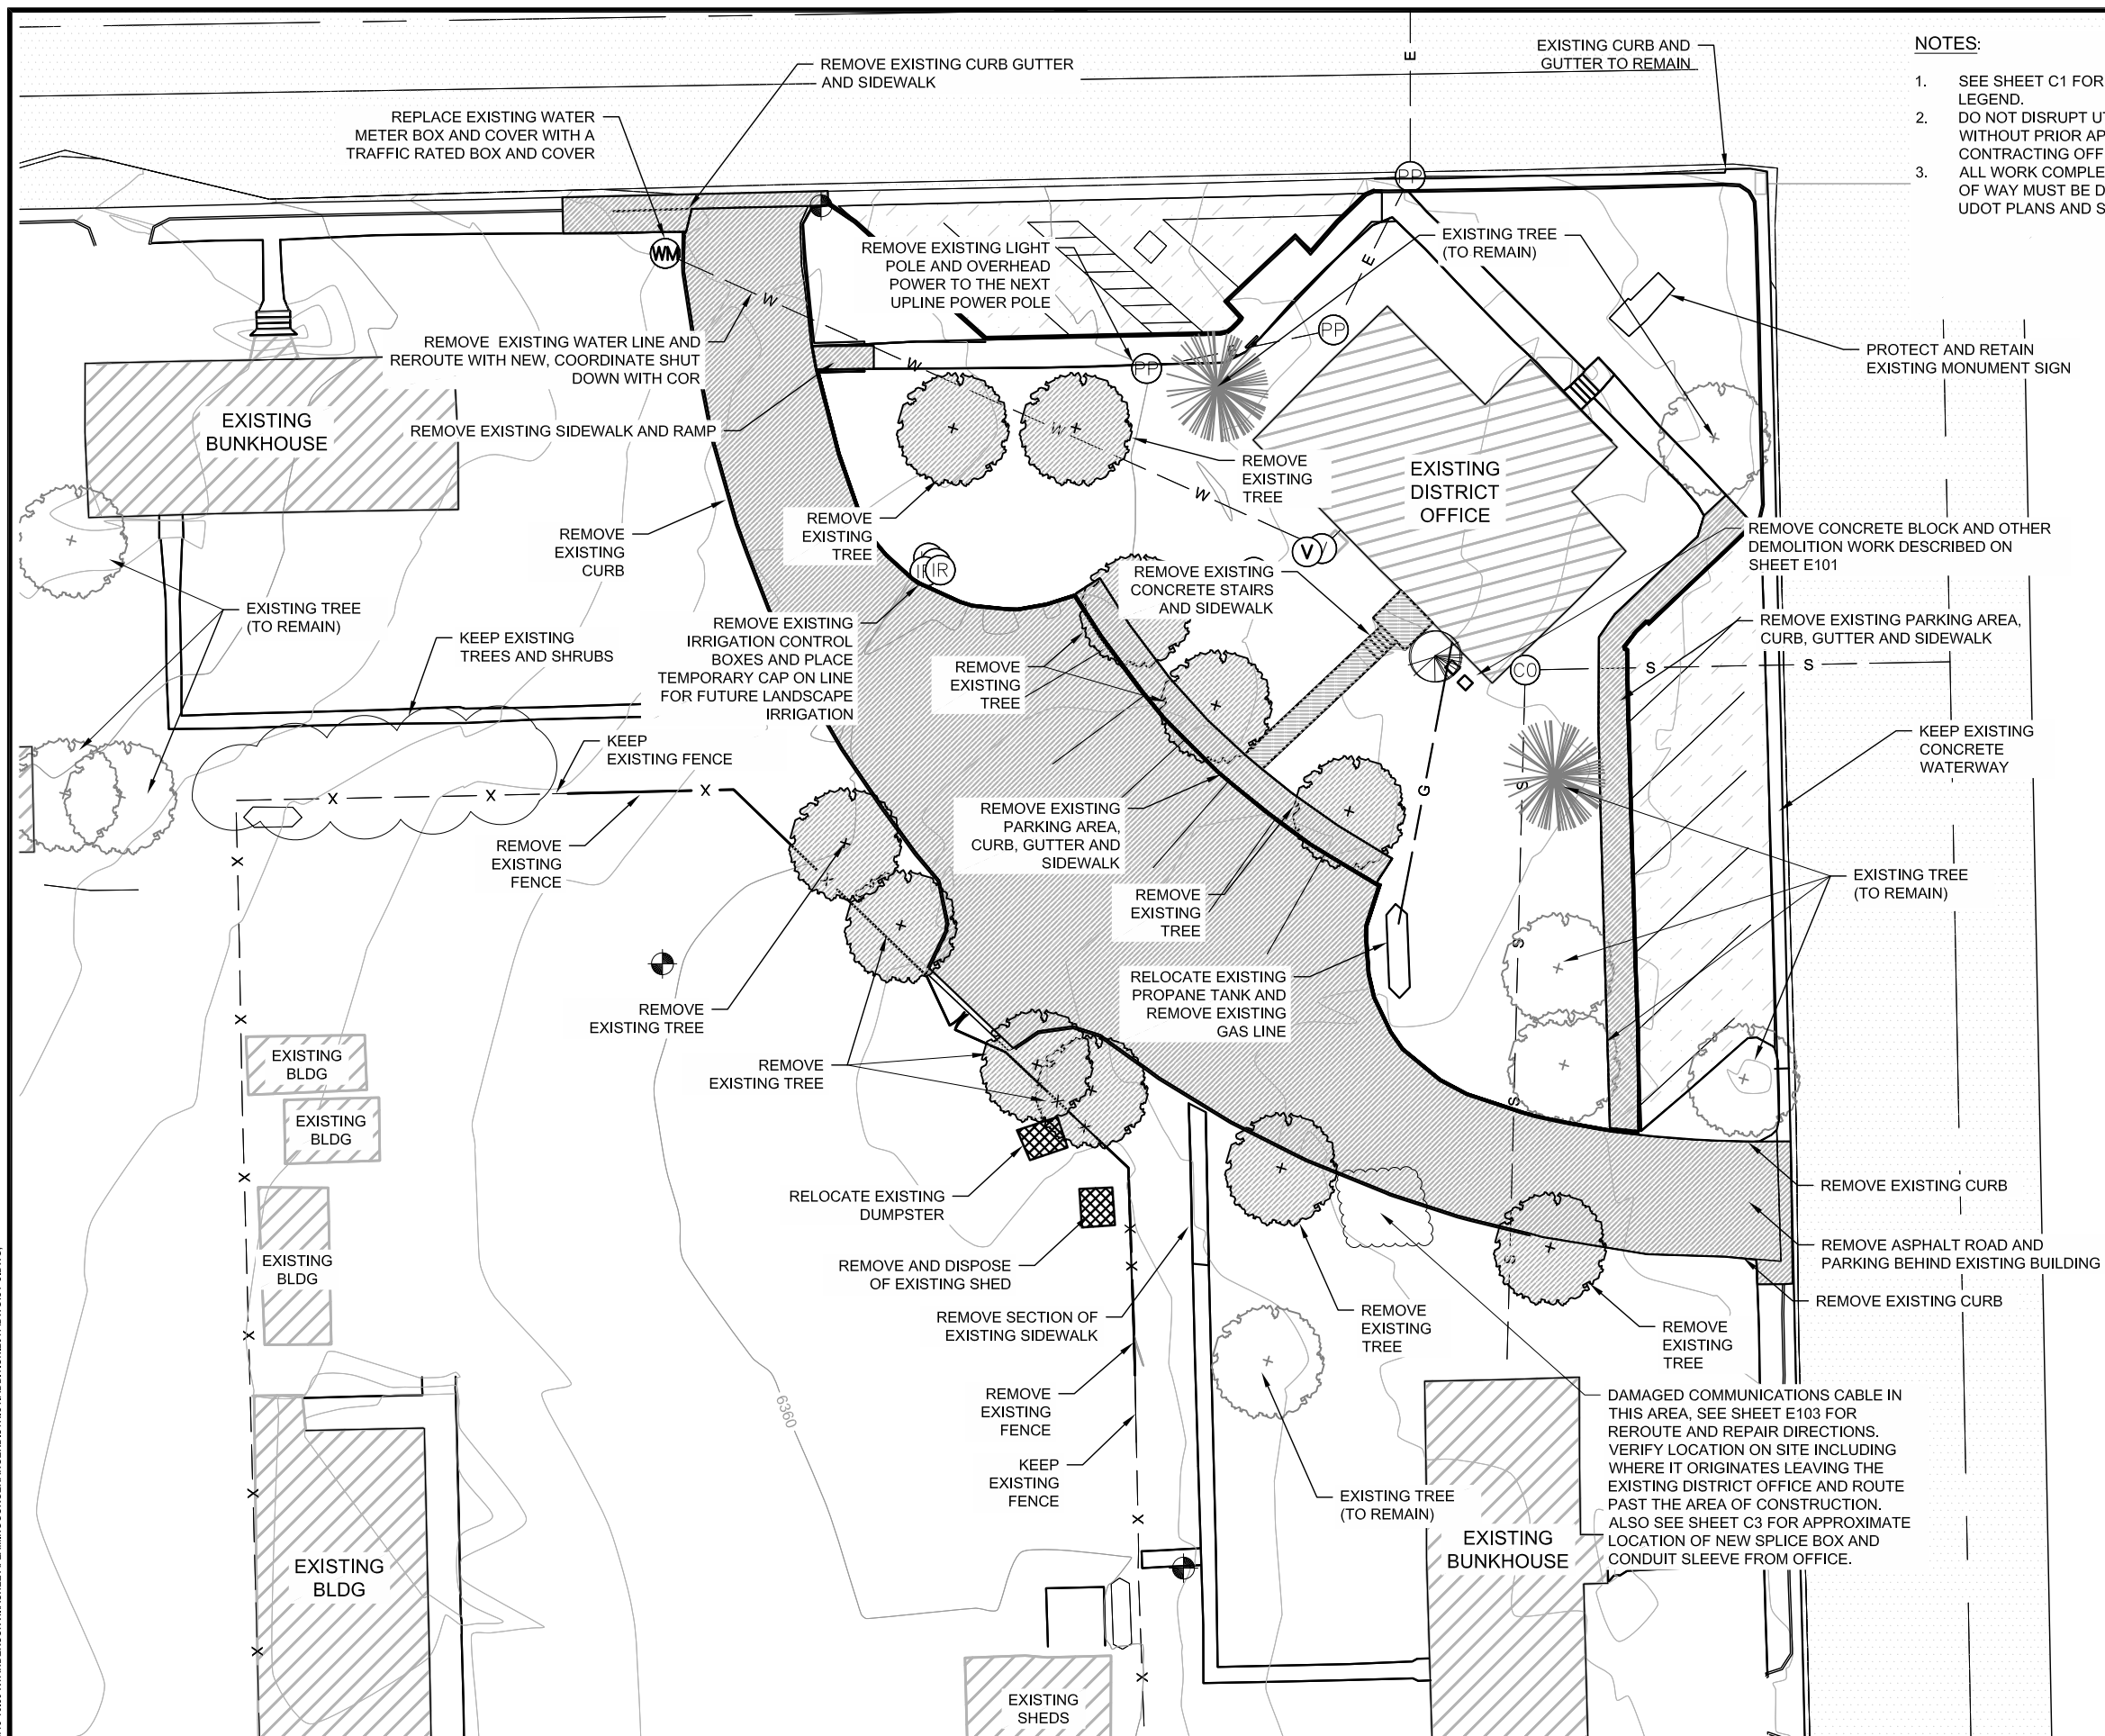 EXISTING CURB AND
GUTTER TO REMAIN
NOTES:
1. SEE SHEET C1 FOR
LEGEND.
2. DO NOT DISRUPT
WITHOUT PRIOR
CONTRACTING
3. ALL WORK
OF WAY MUST BE
UDOT PLANS AND
REMOVE EXISTING CURB GUTTER
AND SIDEWALK
REPLACE EXISTING WATER
METER BOX AND COVER WITH A
TRAFFIC RATED BOX AND COVER
E
PP
WM
W
REMOVE EXISTING LIGHT
POLE AND OVERHEAD
POWER TO THE NEXT
UPLINE POWER POLE
E
EXISTING TREE
(TO REMAIN)
PP
PP
PROTECT AND RETAIN
EXISTING MONUMENT SIGN
REMOVE EXISTING WATER LINE AND
REROUTE WITH NEW, COORDINATE SHUT
DOWN WITH COR
W
EXISTING
BUNKHOUSE
REMOVE EXISTING SIDEWALK AND RAMP
W
REMOVE
EXISTING
TREE
W
EXISTING
DISTRICT
OFFICE
REMOVE
EXISTING
TREE
REMOVE
EXISTING
CURB
IR
V
V
REMOVE CONCRETE BLOCK AND OTHER
DEMOLITION WORK DESCRIBED ON
SHEET E101
REMOVE EXISTING
CONCRETE STAIRS
AND SIDEWALK
EXISTING TREE
(TO REMAIN)
KEEP EXISTING
TREES AND SHRUBS
REMOVE EXISTING
IRRIGATION CONTROL
BOXES AND PLACE
TEMPORARY CAP ON LINE
FOR FUTURE LANDSCAPE
IRRIGATION
REMOVE EXISTING PARKING AREA,
CURB, GUTTER AND SIDEWALK
REMOVE
EXISTING
TREE
CO
S
S
KEEP
EXISTING FENCE
KEEP EXISTING
CONCRETE
WATERWAY
X
X
X
G
S
REMOVE EXISTING
PARKING AREA,
CURB, GUTTER AND
SIDEWALK
REMOVE
EXISTING
FENCE
X
EXISTING TREE
(TO REMAIN)
REMOVE
EXISTING
TREE
S
RELOCATE EXISTING
PROPANE TANK AND
REMOVE EXISTING
GAS LINE
REMOVE
EXISTING TREE
X
EXISTING
BLDG
REMOVE
EXISTING TREE
S
EXISTING
BLDG
X
RELOCATE EXISTING
DUMPSTER
REMOVE EXISTING CURB
X
EXISTING
BLDG
REMOVE AND DISPOSE
OF EXISTING SHED
X
S
REMOVE ASPHALT ROAD AND
PARKING BEHIND EXISTING BUILDING
REMOVE EXISTING CURB
REMOVE SECTION OF
EXISTING SIDEWALK
REMOVE
EXISTING
TREE
REMOVE
EXISTING
TREE
X
6360
REMOVE
EXISTING
FENCE
DAMAGED COMMUNICATIONS CABLE IN
THIS AREA, SEE SHEET E103 FOR
REROUTE AND REPAIR DIRECTIONS.
VERIFY LOCATION ON SITE INCLUDING
WHERE IT ORIGINATES LEAVING THE
EXISTING DISTRICT OFFICE AND ROUTE
PAST THE AREA OF CONSTRUCTION.
ALSO SEE SHEET C3 FOR APPROXIMATE
LOCATION OF NEW SPLICE BOX AND
CONDUIT SLEEVE FROM OFFICE.
KEEP
EXISTING
FENCE
X
EXISTING TREE
(TO REMAIN)
X
EXISTING
BUNKHOUSE
EXISTING
BLDG
X
X
EXISTING
SHEDS